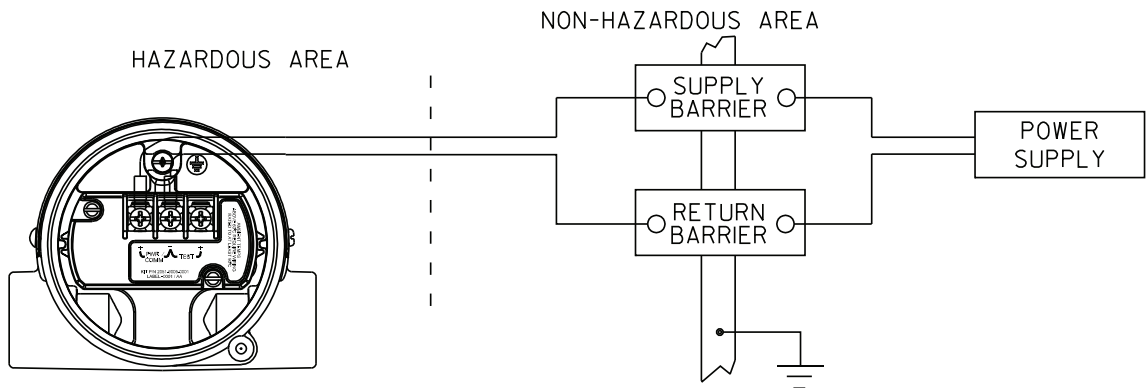 NON-HAZARDOUS AREA
HAZARDOUS AREA
SUPPLY
BARRIER
POWER
SUPPLY
RETURN
BARRIER
+ - +
PWR
COMM
TEST